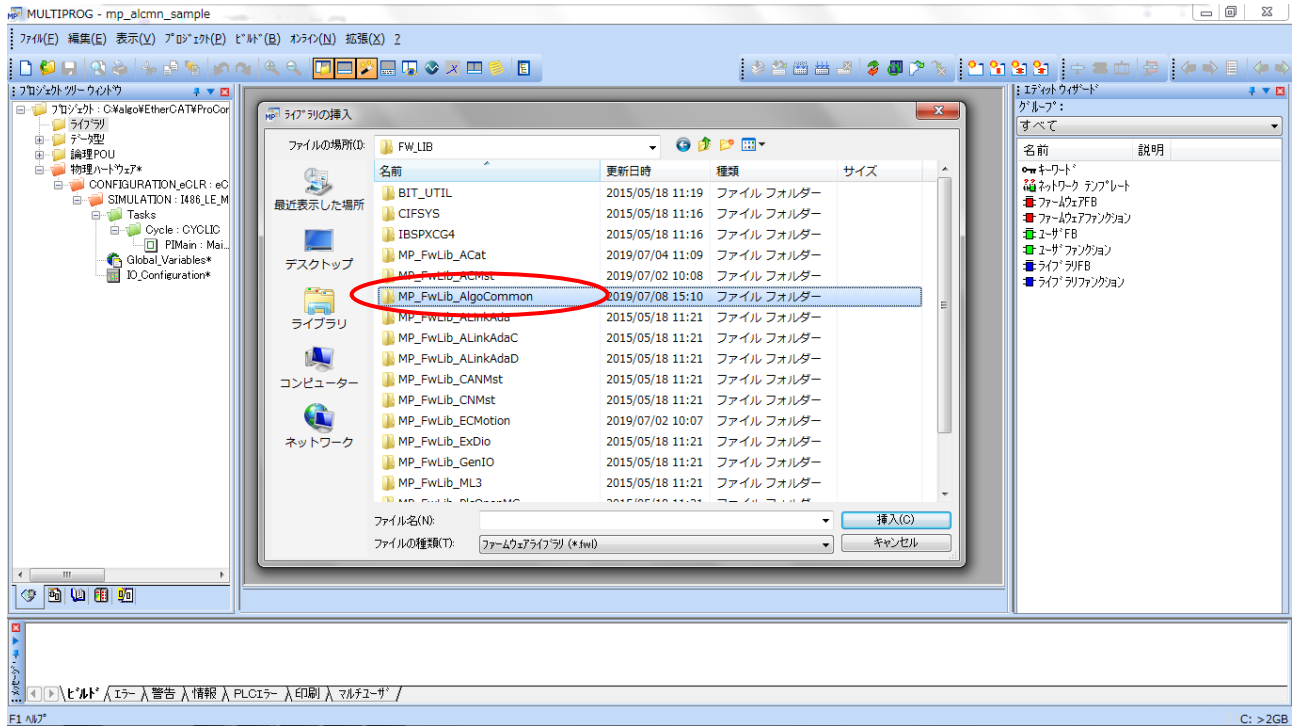 MULTIPROG - mp_alcmn_sample
ファイル(F) 編集(E) 表示(V) プロジェクト(P) ビルド(B) オンライン(N) 拡張(X) ?
プロジェクト ツリー ウィンドウ
プロジェクト : C:¥algo¥EtherCAT¥ProCor
ライブラリ
データ型
論理POU
物理ハードウェア*
CONFIGURATION_eCLR : eC
SIMULATION : I486_LE_M
Tasks
Cycle : CYCLIC
PIMain : Mai...
Global_Variables*
IO_Configuration*
ライブラリの挿入
ファイルの場所(I): FW_LIB
最近表示した場所
デスクトップ
ライブラリ
コンピューター
ネットワーク
名前 更新日時 種類 サイズ
BIT_UTIL 2015/05/18 11:19 ファイル フォルダー
CIFSYS 2015/05/18 11:16 ファイル フォルダー
IBSPXCG4 2015/05/18 11:16 ファイル フォルダー
MP_FwLib_ACat 2019/07/04 11:09 ファイル フォルダー
MP_FwLib_ACMst 2019/07/02 10:08 ファイル フォルダー
MP_FwLib_AlgoCommon 2019/07/08 15:10 ファイル フォルダー
MP_FwLib_ALinkAda 2015/05/18 11:21 ファイル フォルダー
MP_FwLib_ALinkAdaC 2015/05/18 11:21 ファイル フォルダー
MP_FwLib_ALinkAdaD 2015/05/18 11:21 ファイル フォルダー
MP_FwLib_CANMst 2015/05/18 11:21 ファイル フォルダー
MP_FwLib_CNMst 2015/05/18 11:21 ファイル フォルダー
MP_FwLib_ECMotion 2019/07/02 10:07 ファイル フォルダー
MP_FwLib_ExDio 2015/05/18 11:21 ファイル フォルダー
MP_FwLib_GenIO 2015/05/18 11:21 ファイル フォルダー
MP_FwLib_ML3 2015/05/18 11:21 ファイル フォルダー
MP_FwLib_PlcOpenMC 2015/05/18 11:21 ファイル フォルダー
ファイル名(N): 挿入(C)
ファイルの種類(T): ファームウェアライブラリ (*.fwl) キャンセル
エディットウィザード
グループ :
すべて
名前 説明
キーワード
ネットワーク テンプレート
ファームウェアFB
ファームウェアファンクション
ユーザFB
ユーザファンクション
ライブラリFB
ライブラリファンクション
メッセージ・...
ビルド エラー 警告 情報 PLCエラー 印刷 マルチユーザ
F1 ヘルプ C: >2GB